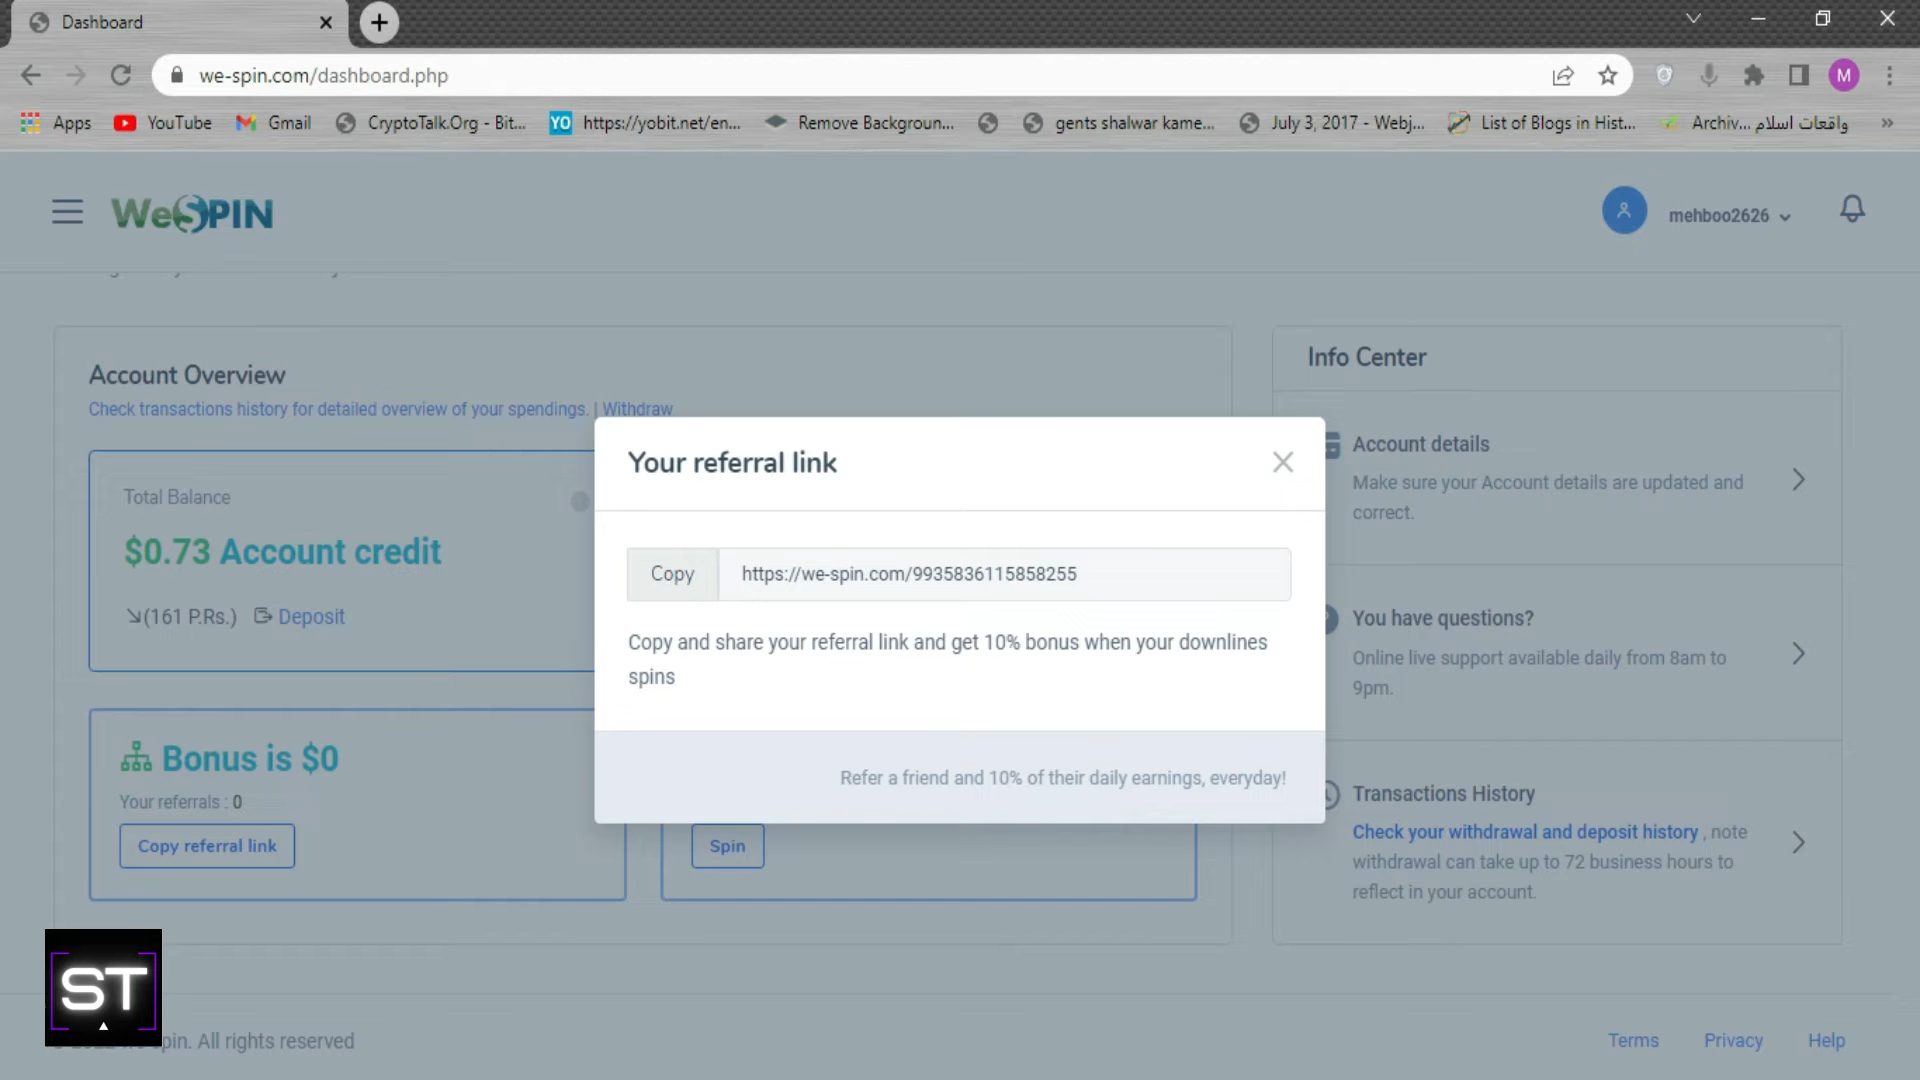 Dashboard
we-spin.com/dashboard.php
M
Apps
YouTube
Gmail
CryptoTalk.Org - Bit...
YO
https://yobit.net/en...
Remove Backgroun...
gents shalwar kame...
July 3, 2017 - Webj...
List of Blogs in Hist...
Archiv... واقعات اسلام
WeSPIN
mehboo2626
Account Overview
Check transactions history for detailed overview of your spendings. | Withdraw
Total Balance
$0.73 Account credit
(161 P.Rs.) Deposit
Bonus is $0
Your referrals : 0
Copy referral link
Spin
Your referral link
Copy
https://we-spin.com/9935836115858255
Copy and share your referral link and get 10% bonus when your downlines
spins
Refer a friend and 10% of their daily earnings, everyday!
Info Center
Account details
Make sure your Account details are updated and
correct.
You have questions?
Online live support available daily from 8am to
9pm.
Transactions History
Check your withdrawal and deposit history , note
withdrawal can take up to 72 business hours to
reflect in your account.
ST
pin. All rights reserved
Terms
Privacy
Help